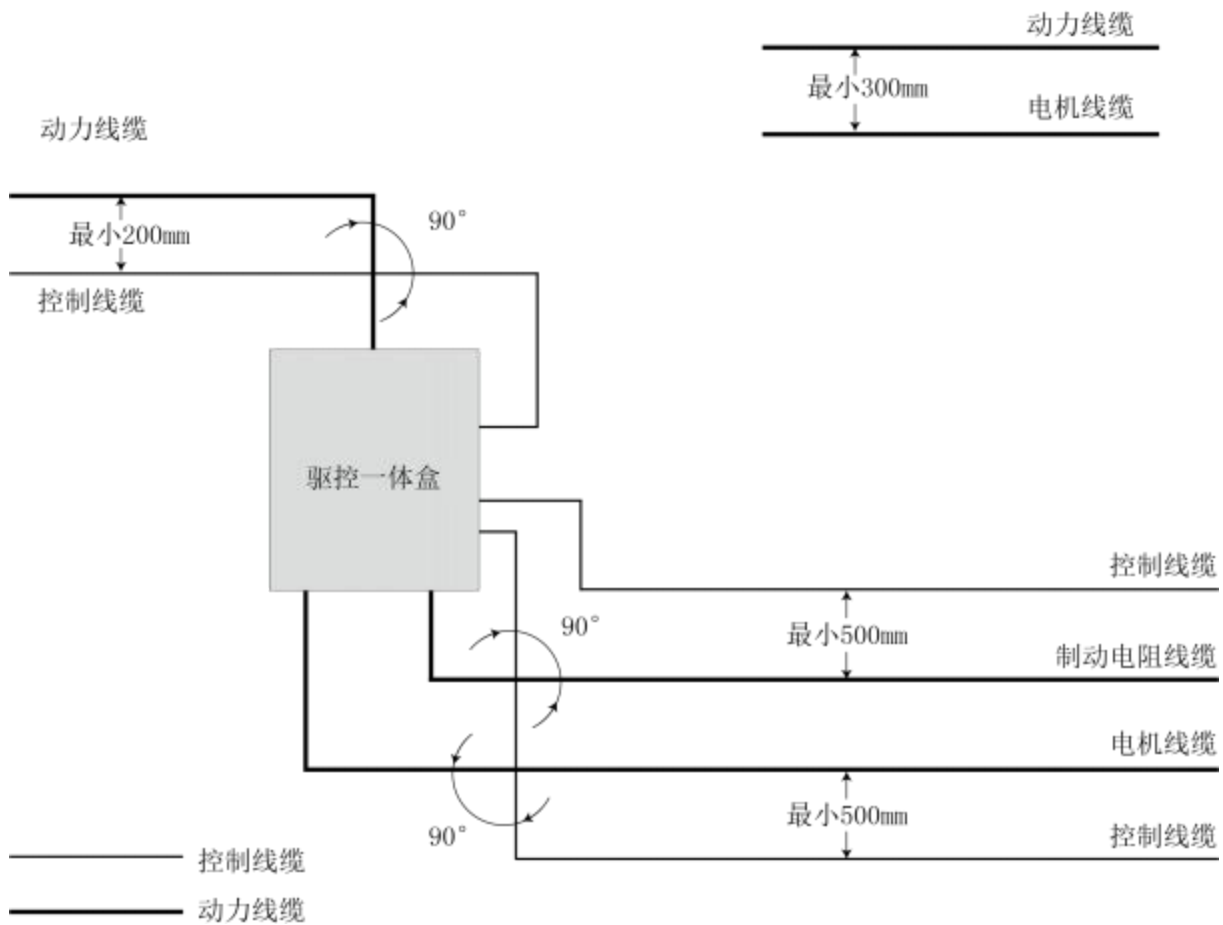 动力线缆
最小300mm
电机线缆
动力线缆
最小200mm
90°
控制线缆
驱控一体盒
控制线缆
90°
最小500mm
制动电阻线缆
电机线缆
最小500mm
90°
控制线缆
控制线缆
动力线缆